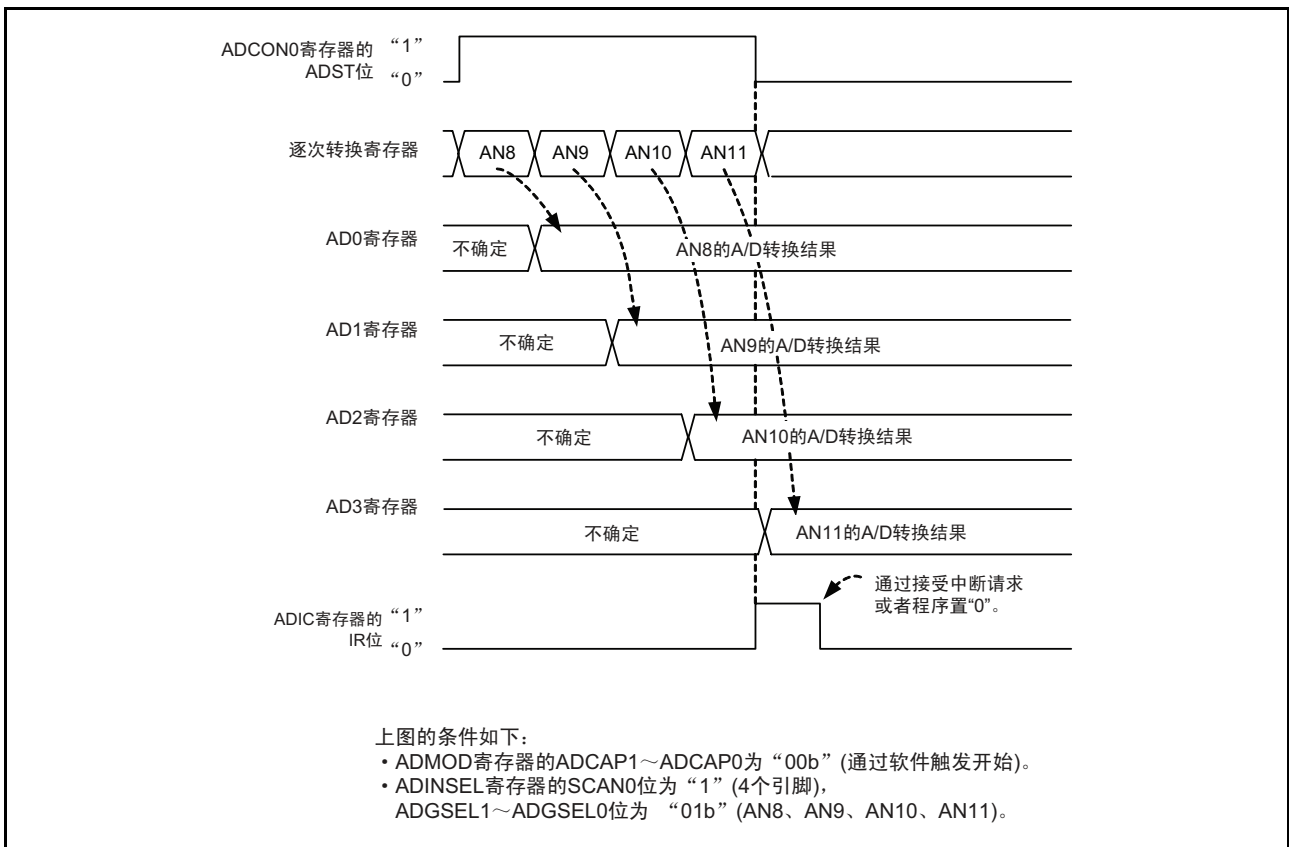 ADCON0寄存器的 “1”
ADST位 “0”
逐次转换寄存器
AN8 AN9 AN10 AN11
AD0寄存器
不确定 AN8的A/D转换结果
AD1寄存器
不确定 AN9的A/D转换结果
AD2寄存器
不确定 AN10的A/D转换结果
AD3寄存器
不确定 AN11的A/D转换结果
通过接受中断请求
或者程序置“0”。
ADIC寄存器的 “1”
IR位 “0”
上图的条件如下：
・ADMOD寄存器的ADCAP1～ADCAP0为“00b”(通过软件触发开始)。
・ADINSEL寄存器的SCAN0位为“1”(4个引脚)，
ADGSEL1～ADGSEL0位为 “01b”(AN8、AN9、AN10、AN11)。